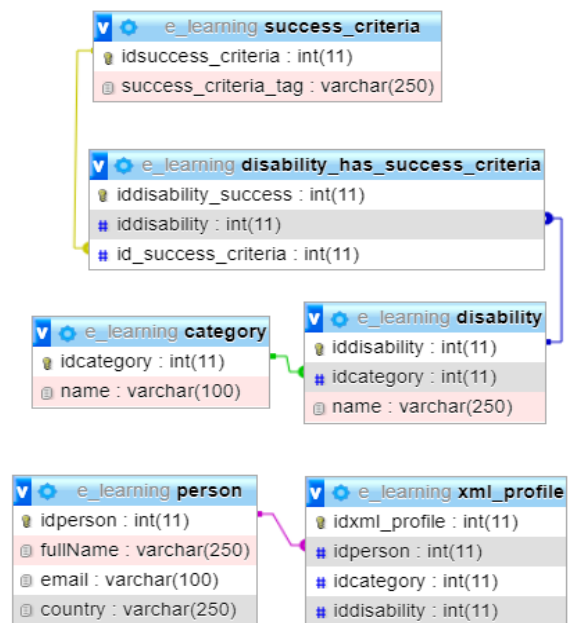 e_learning success_criteria
idsuccess_criteria : int(11)
success_criteria_tag : varchar(250)
e_learning disability_has_success_criteria
iddisability_success : int(11)
# iddisability : int(11)
# id_success_criteria : int(11)
e_learning category
idcategory : int(11)
name : varchar(100)
e_learning disability
iddisability : int(11)
# idcategory : int(11)
name : varchar(250)
e_learning person
idperson : int(11)
fullName : varchar(250)
email : varchar(100)
country : varchar(250)
e_learning xml_profile
idxml_profile : int(11)
# idperson : int(11)
# idcategory : int(11)
# iddisability : int(11)